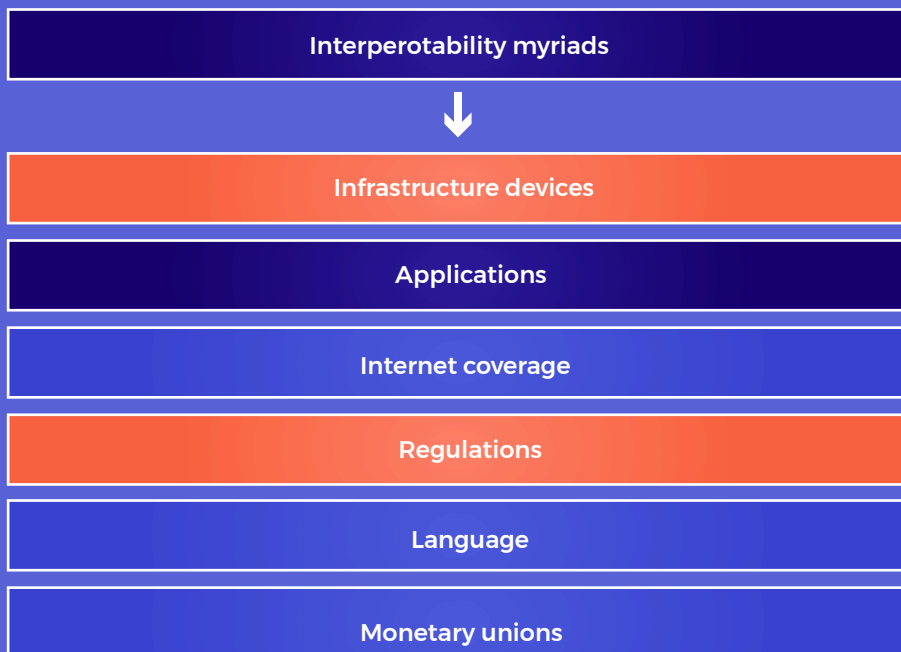 Interperotability myriads
Infrastructure devices
Applications
Internet coverage
Regulations
Language
Monetary unions